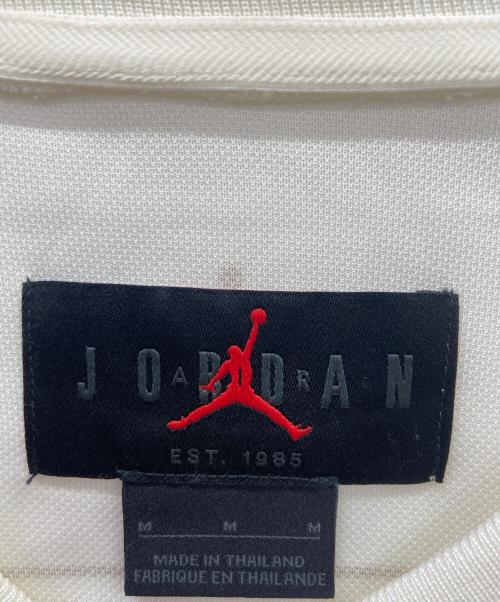 JORDAN
AIR
EST. 1985
M M M
MADE IN THAILAND
FABRIQUE EN THAILANDE